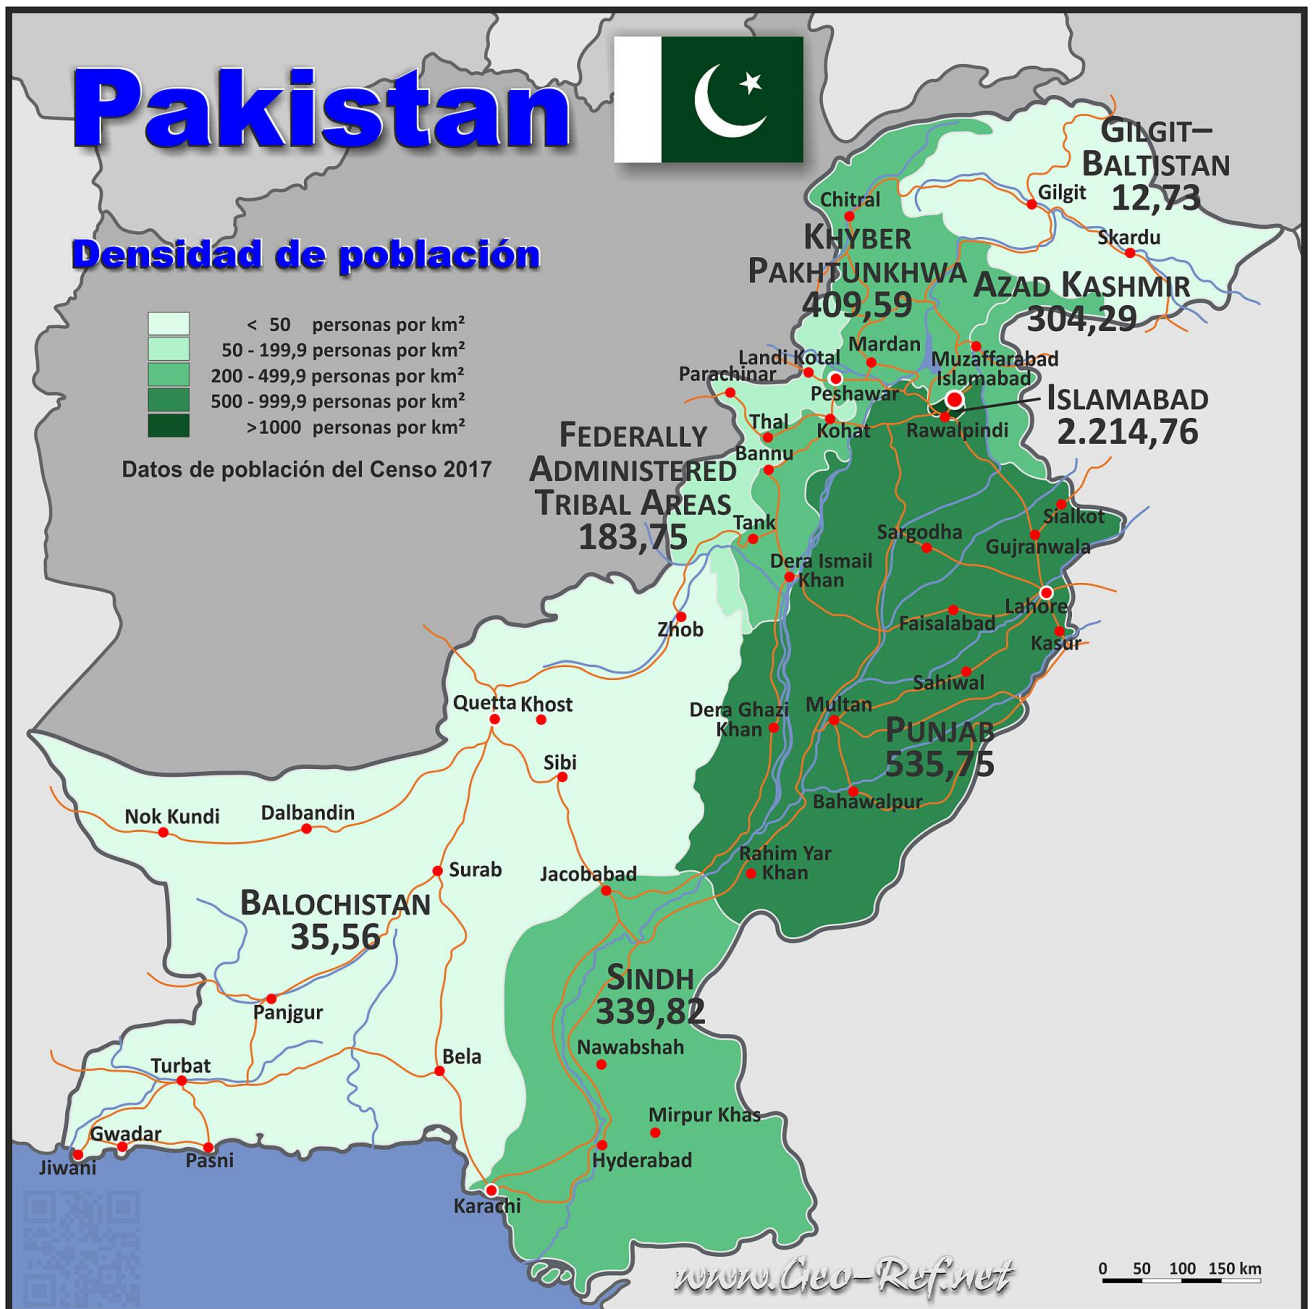 Pakistan
Densidad de población
< 50 personas por km²
50 - 199,9 personas por km²
200 - 499,9 personas por km²
500 - 999,9 personas por km²
>1000 personas por km²
Datos de población del Censo 2017
GILGIT–
BALTISTAN
12,73
Gilgit
Skardu
Chitral
KHYBER
PAKHTUNKHWA
409,59
AZAD KASHMIR
304,29
Mardan
Landi Kotal
Parachinar
Peshawar
Muzaffarabad
Islamabad
ISLAMABAD
2.214,76
Rawalpindi
Kohat
Thal
Bannu
FEDERALLY
ADMINISTERED
TRIBAL AREAS
183,75
Tank
Dera Ismail
Khan
Sargodha
Sialkot
Gujranwala
Lahore
Faisalabad
Kasur
Sahiwal
Zhob
Quetta
Khost
Sibi
Dera Ghazi
Khan
Multan
PUNJAB
535,75
Bahawalpur
Rahim Yar
Khan
Nok Kundi
Dalbandin
Surab
Jacobabad
BALOCHISTAN
35,56
SINDH
339,82
Panjgur
Nawabshah
Turbat
Bela
Mirpur Khas
Hyderabad
Gwadar
Jiwani
Pasni
Karachi
www.Geo-Ref.net
0 50 100 150 km